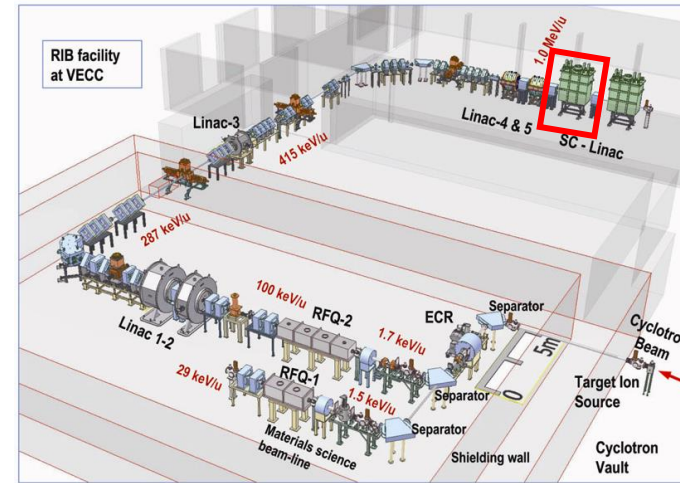 RIB facility
at VECC
1.0 MeV/u
Linac-4 & 5
SC - Linac
Linac-3
415 keV/u
287 keV/u
Linac 1-2
100 keV/u
RFQ-2
1.7 keV/u
ECR
Separator
Cyclotron
Beam
5m
0
Target Ion
Source
29 keV/u
RFQ-1
1.5 keV/u
Separator
Separator
Materials science
beam-line
Shielding wall
Cyclotron
Vault